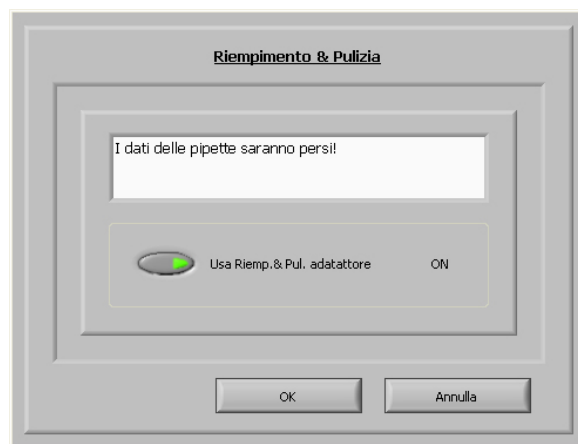 Riempimento & Pulizia
I dati delle pipette saranno persi!
Usa Riemp.& Pul. adatattore ON
OK Annulla